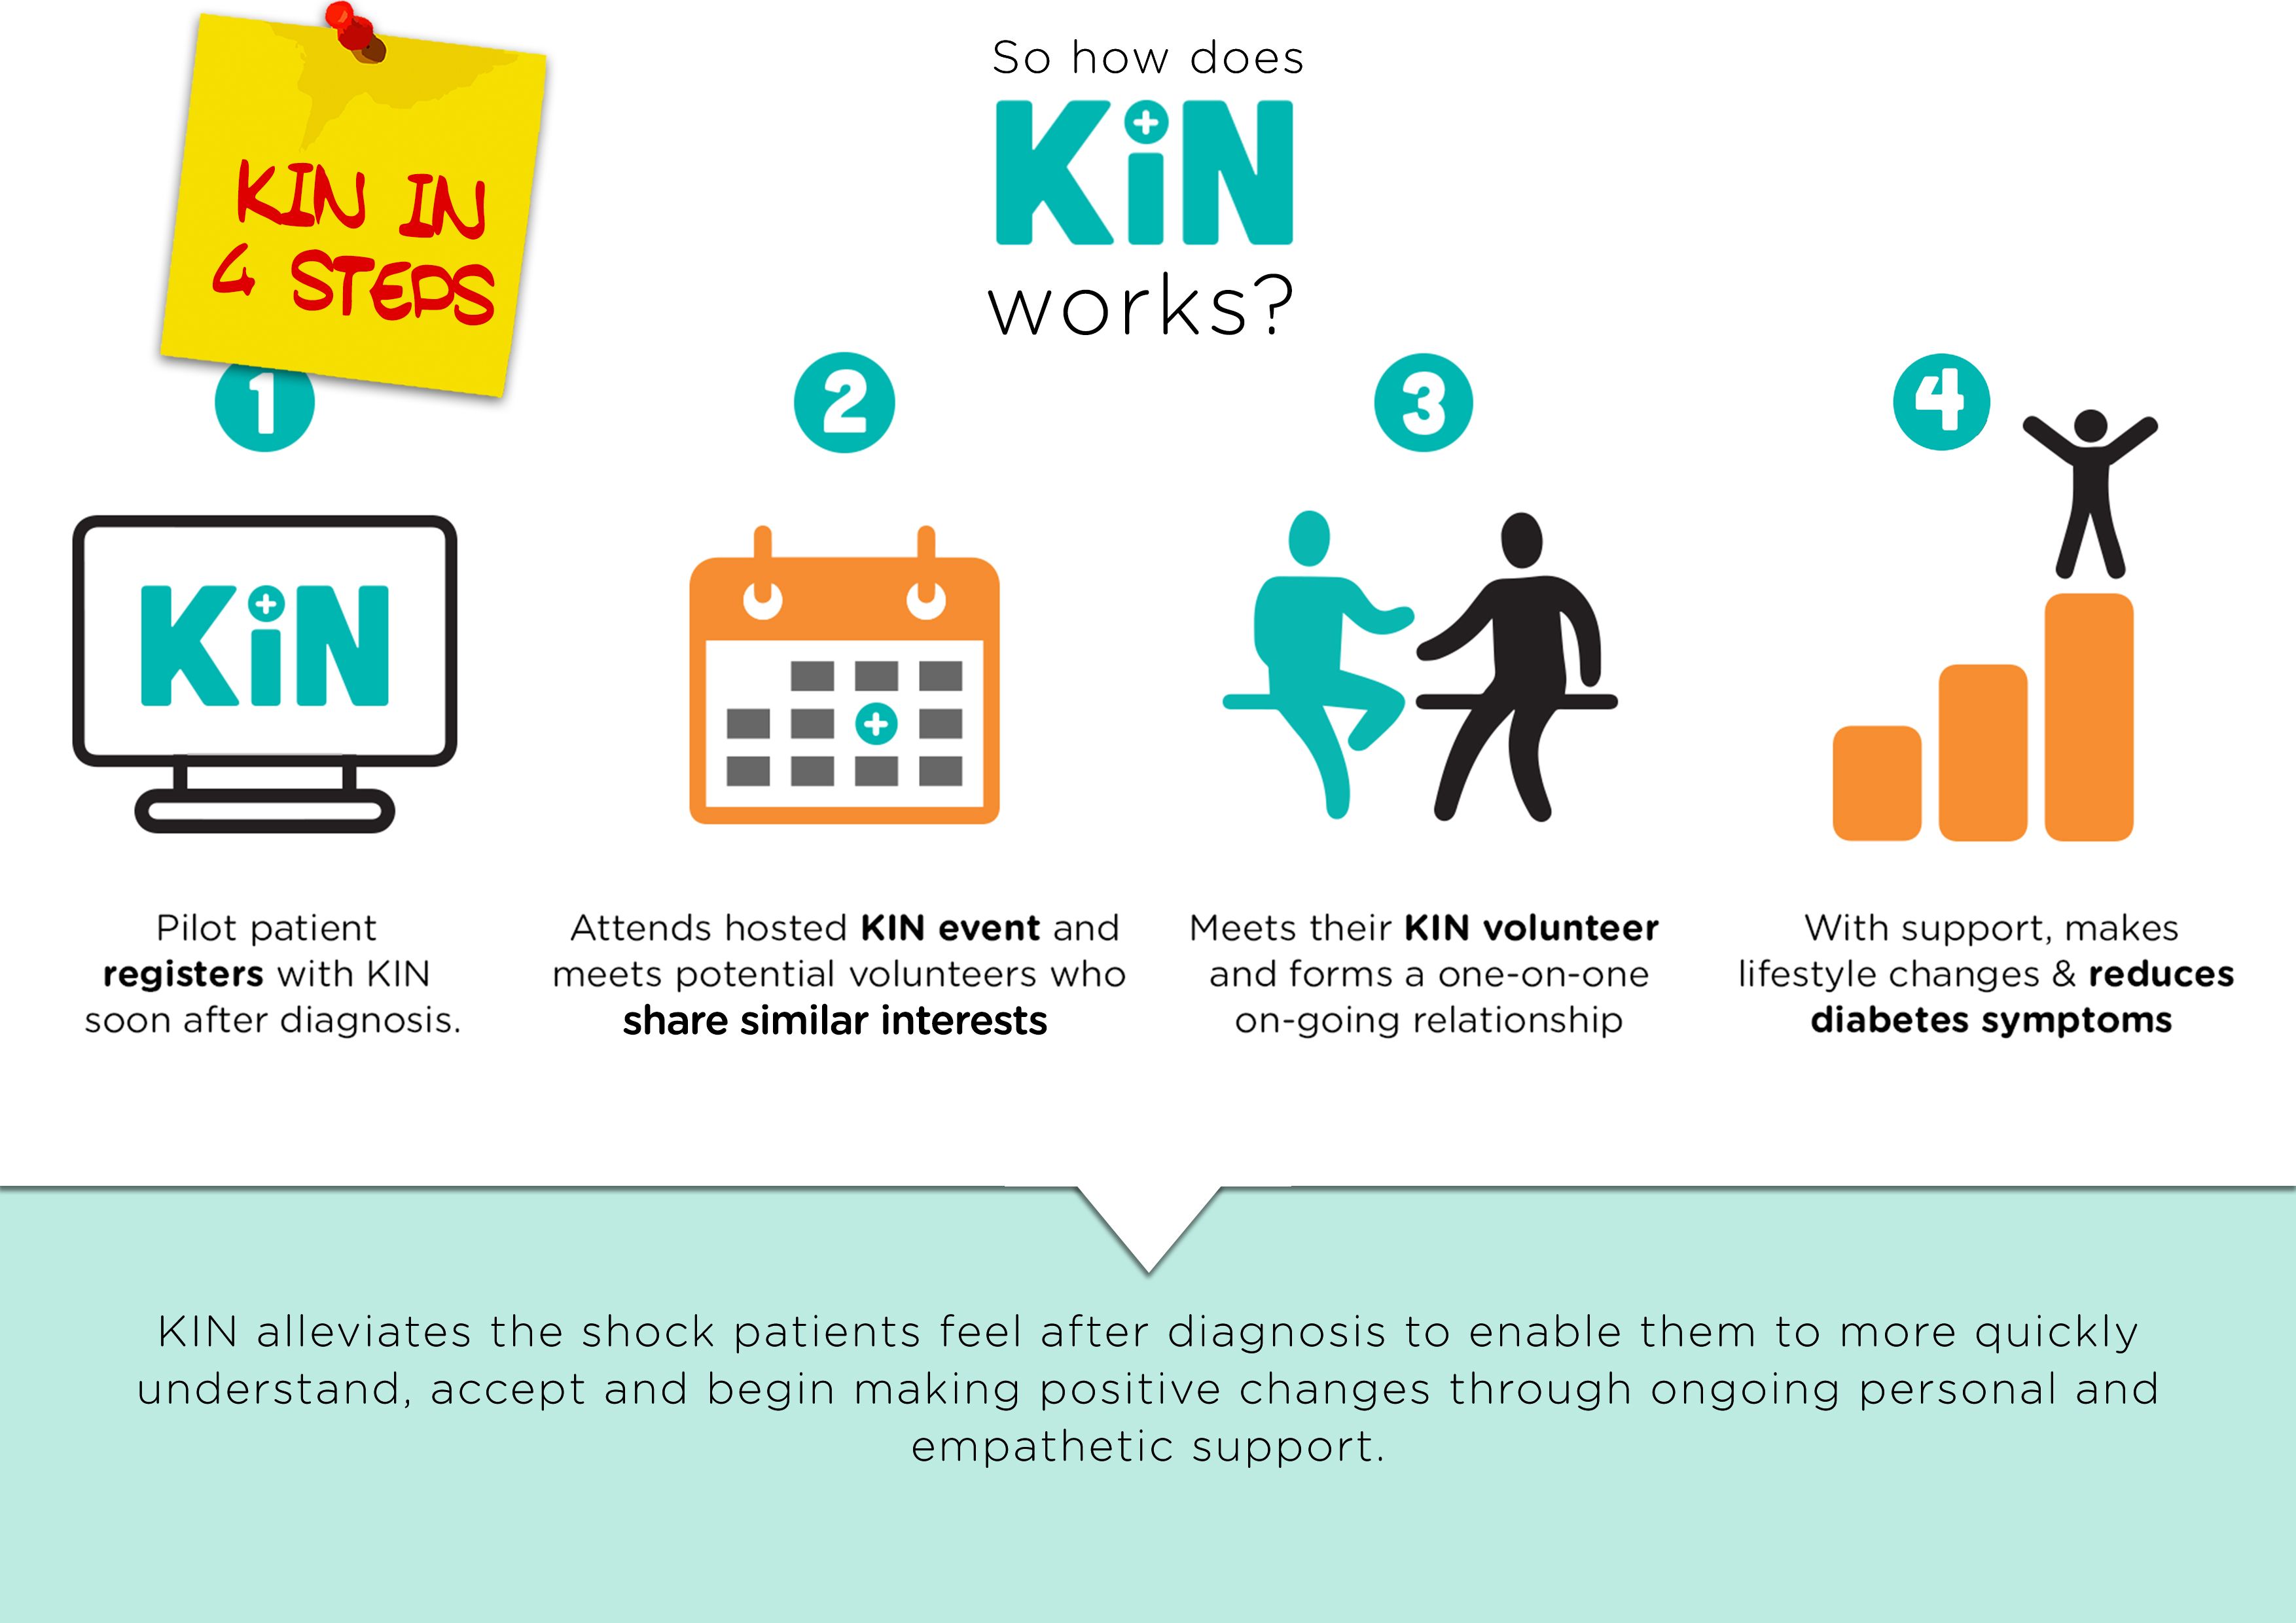 KIN IN
4 STEPS
So how does
KiN
works?
1
2
3
4
KiN
Pilot patient
registers with KIN
soon after diagnosis.
Attends hosted KIN event and
meets potential volunteers who
share similar interests
Meets their KIN volunteer
and forms a one-on-one
on-going relationship
With support, makes
lifestyle changes & reduces
diabetes symptoms
KIN alleviates the shock patients feel after diagnosis to enable them to more quickly
understand, accept and begin making positive changes through ongoing personal and
empathetic support.